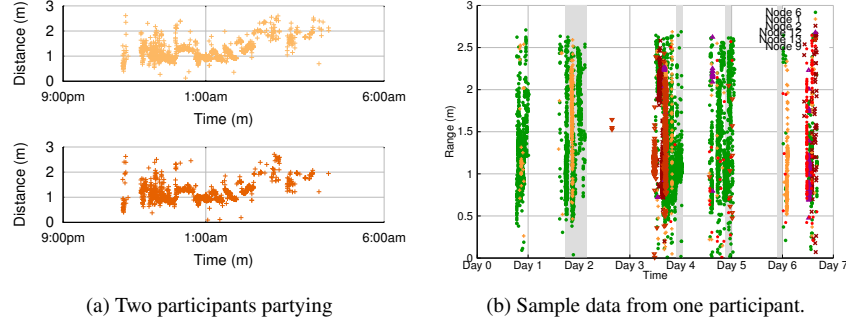 3
2
1
0
Distance (m)
9:00pm 1:00am 6:00am
Time (m)
3
2
1
0
Distance (m)
9:00pm 1:00am 6:00am
Time (m)
(a) Two participants partying
3
2.5
2
1.5
1
0.5
0
Range (m)
Node 6
Node 1
Node 2
Node 12
Node 13
Node 9
Day 0 Day 1 Day 2 Day 3 Day 4 Day 5 Day 6 Day 7
Time
(b) Sample data from one participant.